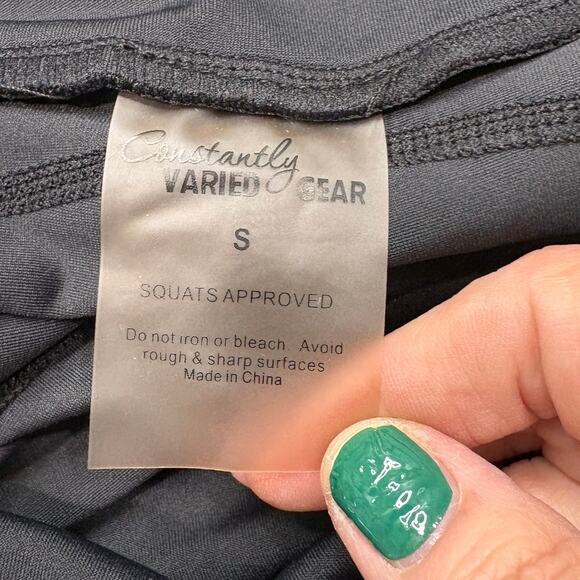 Constantly
VARIED GEAR
S
SQUATS APPROVED
Do not iron or bleach. Avoid
rough & sharp surfaces
Made in China